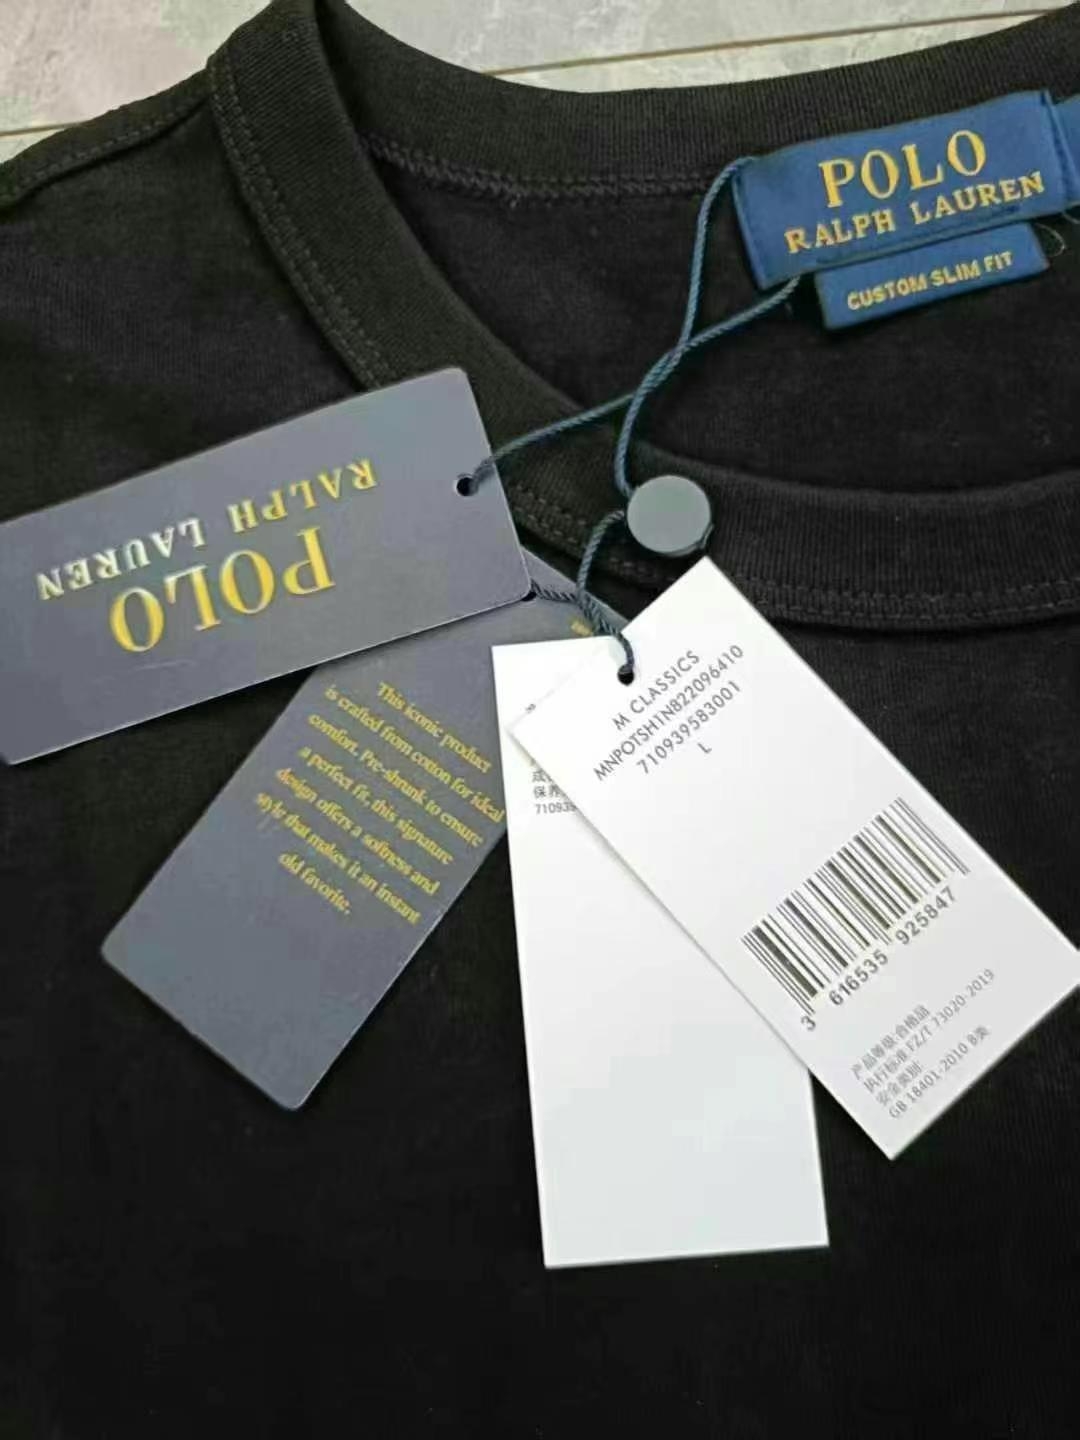 POLO
RALPH LAUREN
CUSTOM SLIM FIT
POLO
RALPH LAUREN
This iconic product
is crafted from cotton for ideal
comfort. Pre-shrunk to ensure
a perfect fit, this signature
design offers a softness and
style that makes it an instant
old favorite.
保养
710939
M CLASSICS
MNPOTSH1N822096410
710939583001
L
3 616535 925847
产品等级:合格品
执行标准:FZ/T 73020-2019
安全类别:
GB 18401-2010 B类